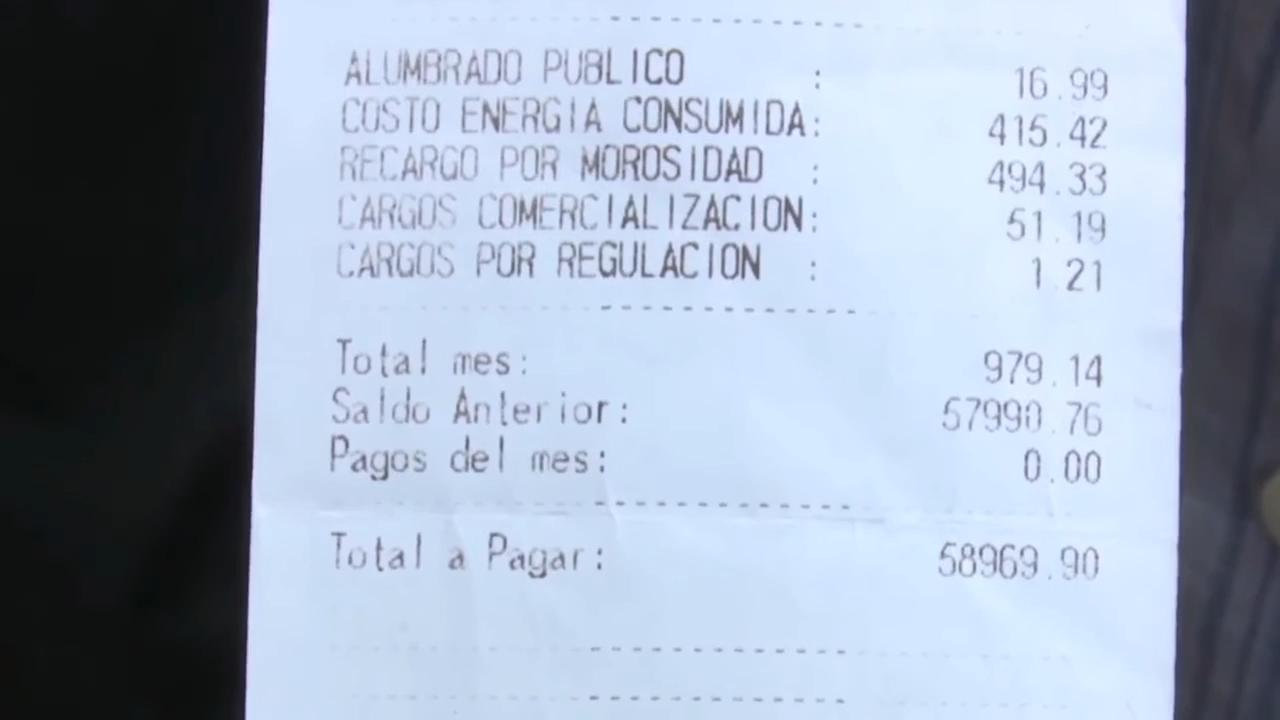 ALUMBRADO PUBLICO : 16.99
COSTO ENERGIA CONSUMIDA: 415.42
RECARGO POR MOROSIDAD : 494.33
CARGOS COMERCIALIZACION: 51.19
CARGOS POR REGULACION : 1.21
Total mes: 979.14
Saldo Anterior: 57990.76
Pagos del mes: 0.00
Total a Pagar: 58969.90